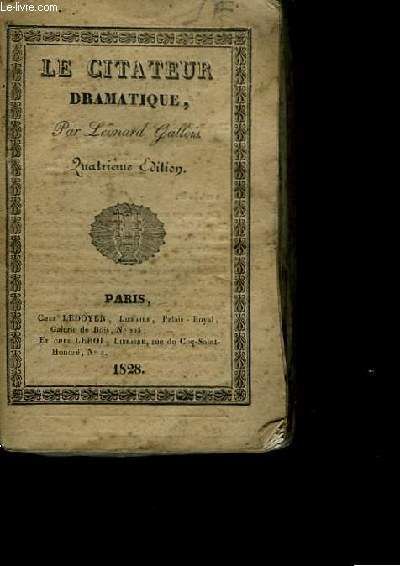 Le-livre.com
LE CITATEUR
DRAMATIQUE,
Par Léonard Gallois.
Quatrième Édition.
PARIS,
Chez LEDOYEN, Libraire, Palais-Royal,
Galerie de Bois, N°
Et chez LEROI, Libraire, rue du Coq-Saint-
Honoré, N°
1828.